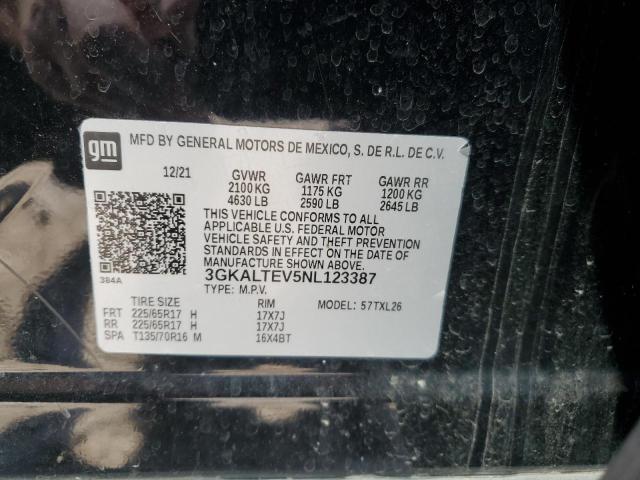 gm MFD BY GENERAL MOTORS DE MEXICO, S. DE R.L. DE C.V.
12/21 GVWR GAWR FRT GAWR RR
2100 KG 1175 KG 1200 KG
4630 LB 2590 LB 2645 LB
THIS VEHICLE CONFORMS TO ALL
APPLICABLE U.S. FEDERAL MOTOR
VEHICLE SAFETY AND THEFT PREVENTION
STANDARDS IN EFFECT ON THE DATE OF
MANUFACTURE SHOWN ABOVE.
384A 3GKALTEV5NL123387
TYPE: M.P.V.
TIRE SIZE RIM MODEL: 57TXL26
FRT 225/65R17 H 17X7J
RR 225/65R17 H 17X7J
SPA T135/70R16 M 16X4BT